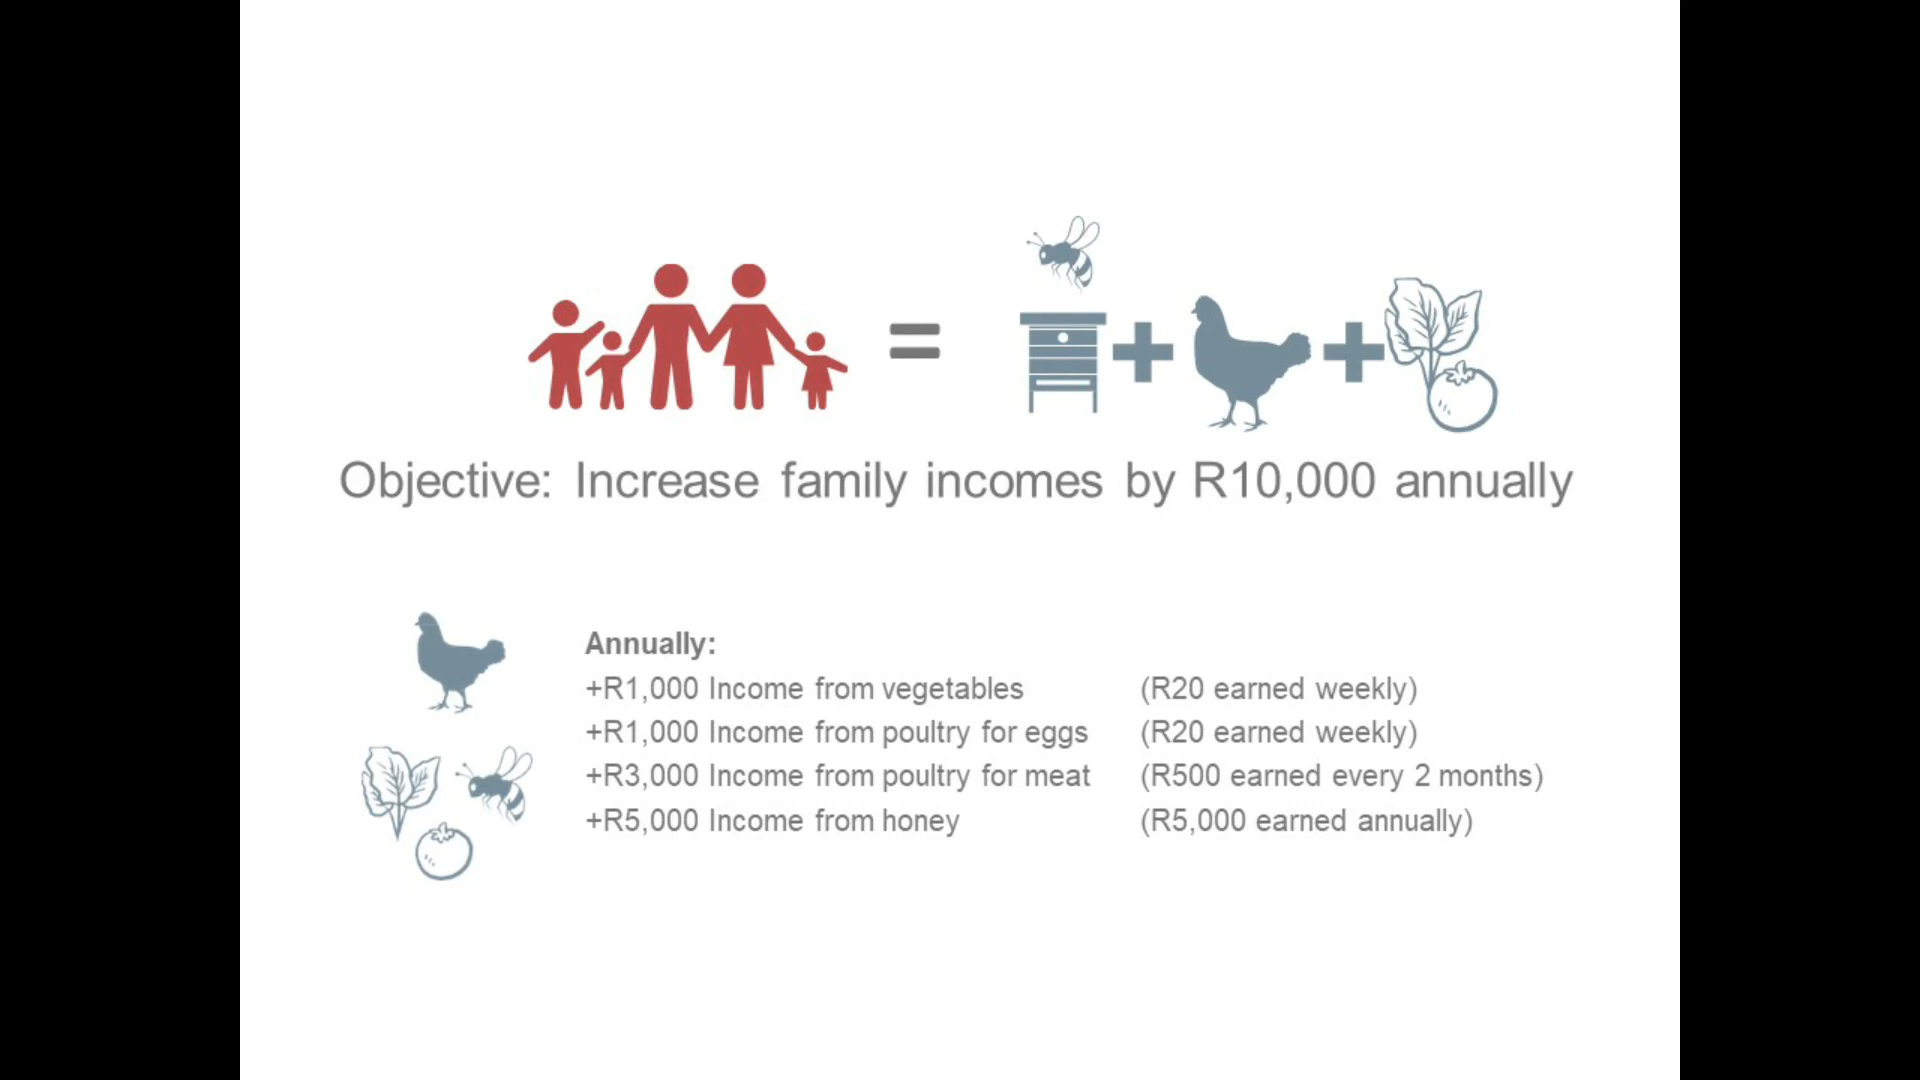 Objective: Increase family incomes by R10,000 annually
Annually:
+R1,000 Income from vegetables (R20 earned weekly)
+R1,000 Income from poultry for eggs (R20 earned weekly)
+R3,000 Income from poultry for meat (R500 earned every 2 months)
+R5,000 Income from honey (R5,000 earned annually)